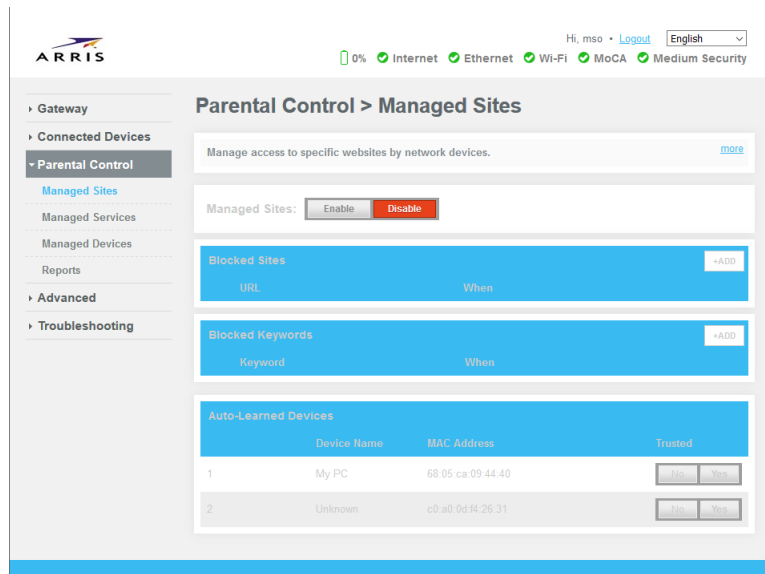 ARRIS
Hi, mso • Logout English
0% Internet Ethernet Wi-Fi MoCA Medium Security
Gateway
Connected Devices
Parental Control
Managed Sites
Managed Services
Managed Devices
Reports
Advanced
Troubleshooting
Parental Control > Managed Sites
Manage access to specific websites by network devices. more
Managed Sites: Enable Disable
Blocked Sites +ADD
URL When
Blocked Keywords +ADD
Keyword When
Auto-Learned Devices
Device Name MAC Address Trusted
1 My PC 68:05:ca:09:44:40 No Yes
2 Unknown c0:a0:0d:f4:26:31 No Yes